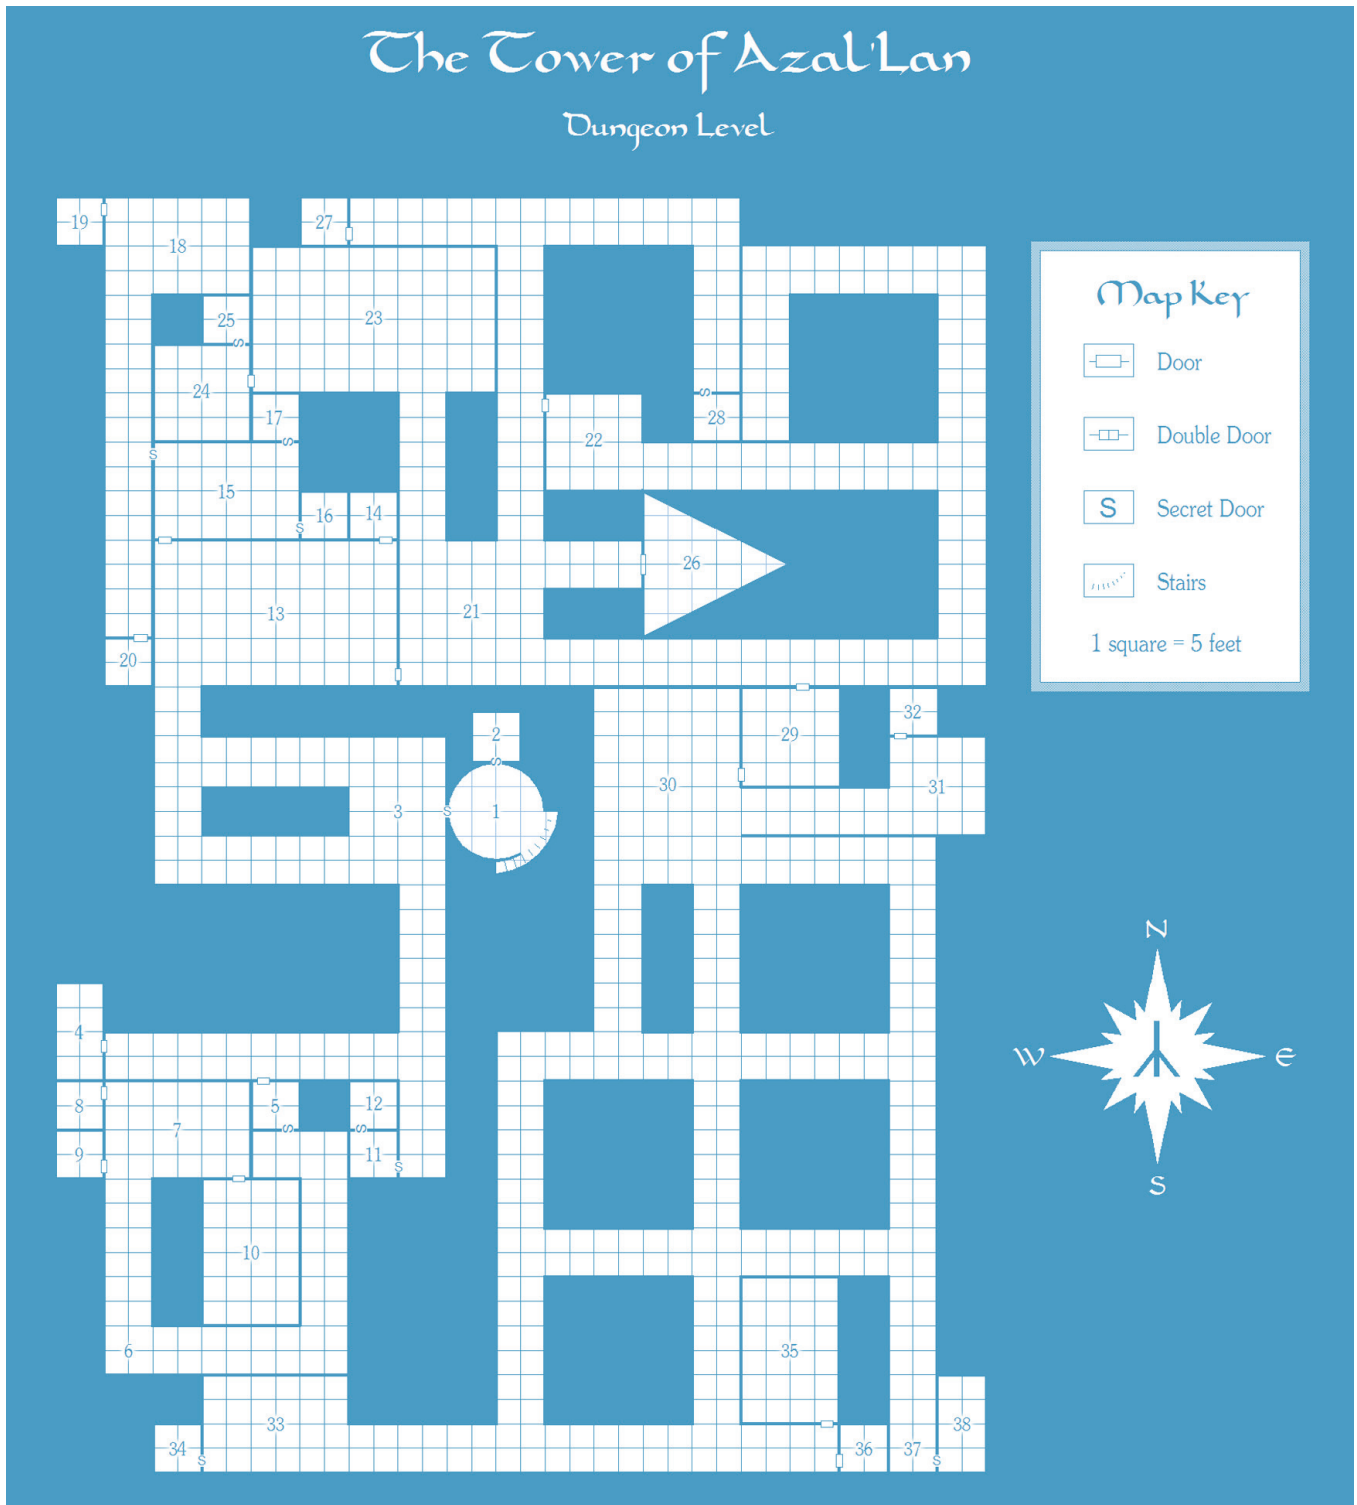 The Tower of Azal'Lan
Dungeon Level
19
27
18
25
23
24
17
28
22
15
16
14
26
13
21
20
2
29
32
30
31
3
1
4
8
5
12
7
9
11
10
6
35
33
34
36
37
38
S
S
S
S
S
S
S
S
S
S
S
S
S
Map Key
Door
Double Door
S Secret Door
Stairs
1 square = 5 feet
N
W E
S